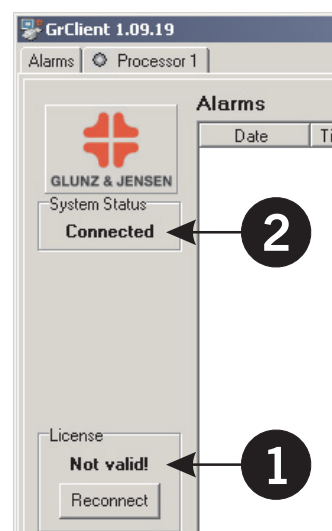 GrClient 1.09.19
Alarms Processor 1
Alarms
Date
GLUNZ & JENSEN
System Status
Connected
2
License
Not valid!
1
Reconnect